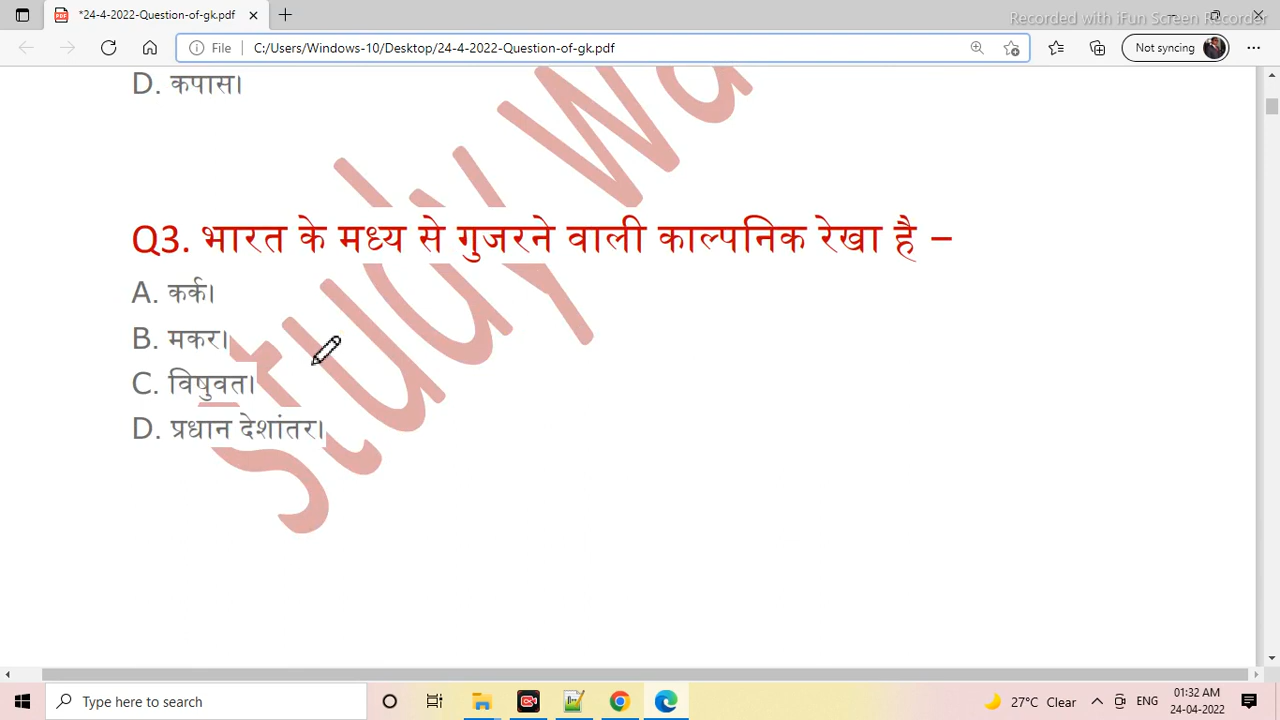 *24-4-2022-Question-of-gk.pdf
Recorded with iFun Screen Recorder
File C:/Users/Windows-10/Desktop/24-4-2022-Question-of-gk.pdf
Not syncing
D. कपास।
Study Wa
Q3. भारत के मध्य से गुजरने वाली काल्पनिक रेखा है –
A. कर्क।
B. मकर।
C. विषुवत।
D. प्रधान देशांतर।
Type here to search
27°C Clear
ENG
01:32 AM
24-04-2022